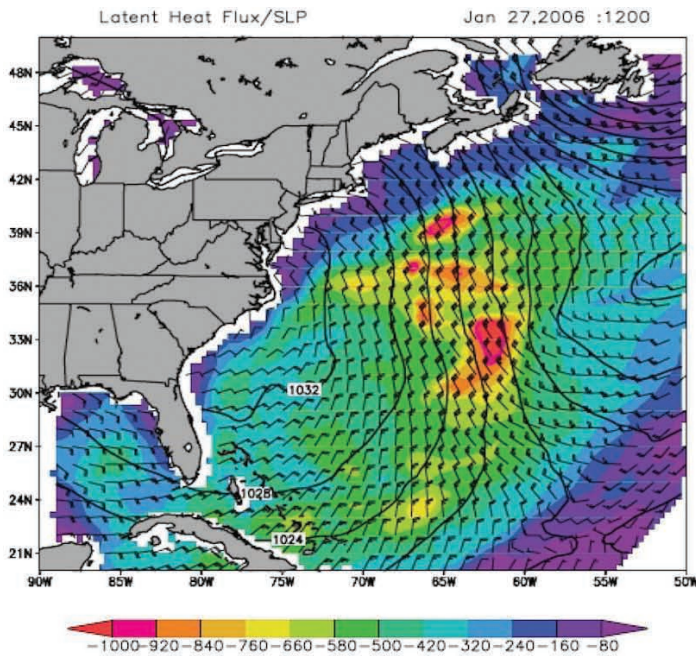 Latent Heat Flux/SLP Jan 27,2006 :1200
48N
45N
42N
39N
36N
33N
30N
27N
24N
21N
1032
1028
1024
90W 85W 80W 75W 70W 65W 60W 55W 50W
-1000 -920 -840 -760 -660 -580 -500 -420 -320 -240 -160 -80